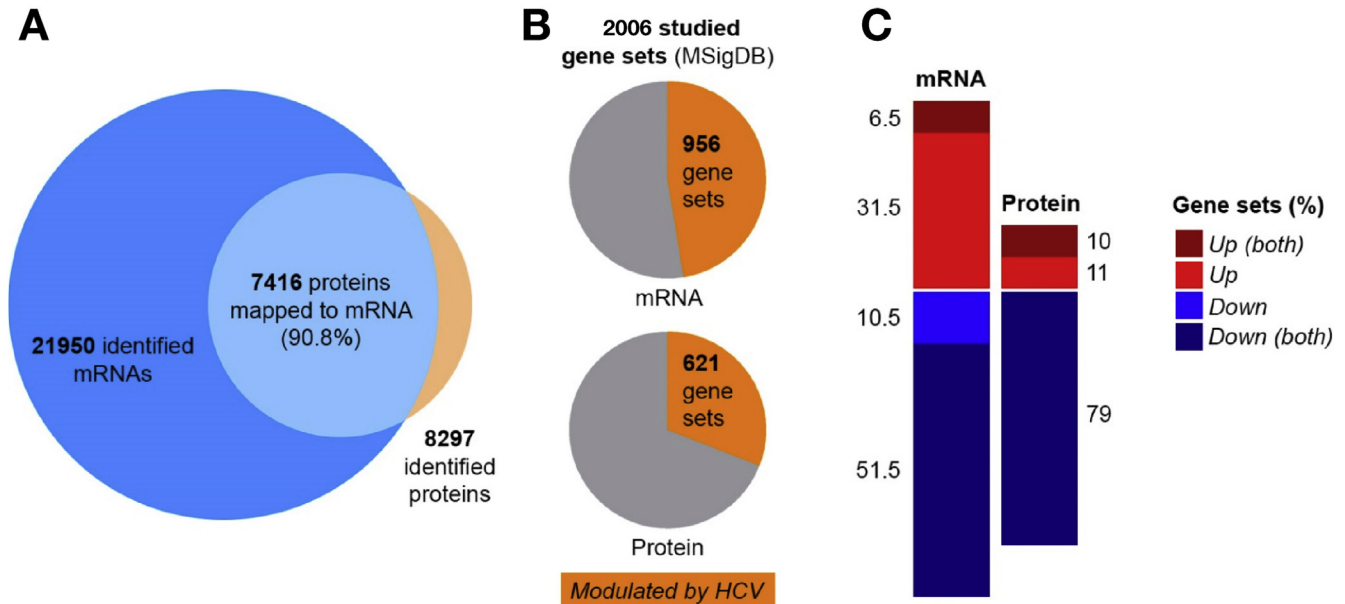 A
21950 identified
mRNAs
7416 proteins
mapped to mRNA
(90.8%)
8297
identified
proteins
B
2006 studied
gene sets (MSigDB)
956
gene
sets
mRNA
621
gene
sets
Protein
Modulated by HCV
C
mRNA
6.5
31.5
10.5
51.5
Protein
10
11
79
Gene sets (%)
Up (both)
Up
Down
Down (both)